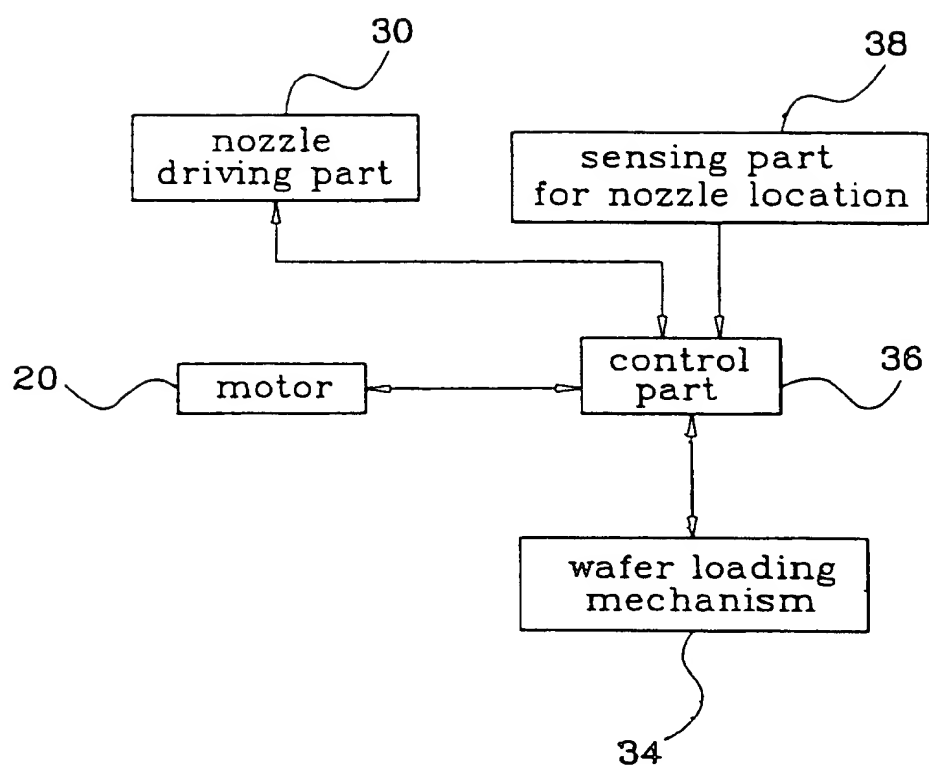 30
38
nozzle
driving part
sensing part
for nozzle location
20
motor
control
part
36
wafer loading
mechanism
34